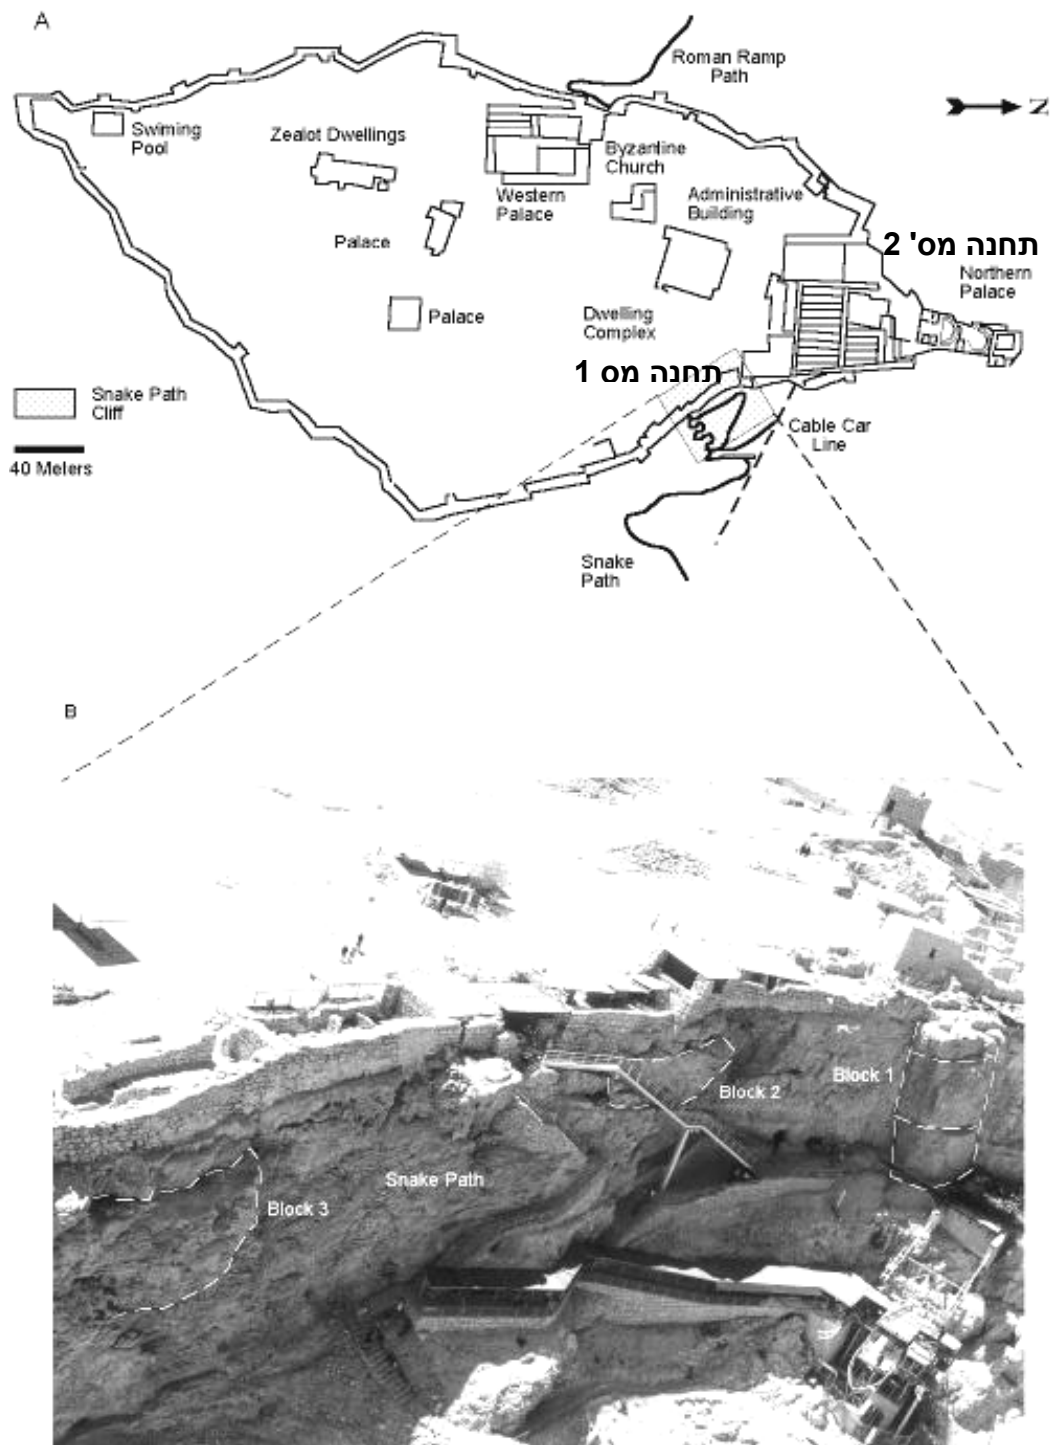 A
Roman Ramp
Path
N
Swiming
Pool
Zealot Dwellings
Byzantine
Church
Western
Palace
Administrative
Building
Palace
תחנה מס' 2
Northern
Palace
Palace
Dwelling
Complex
תחנה מס 1
Snake Path
Cliff
Cable Car
Line
40 Meters
Snake
Path
B
Block 1
Block 2
Snake Path
Block 3